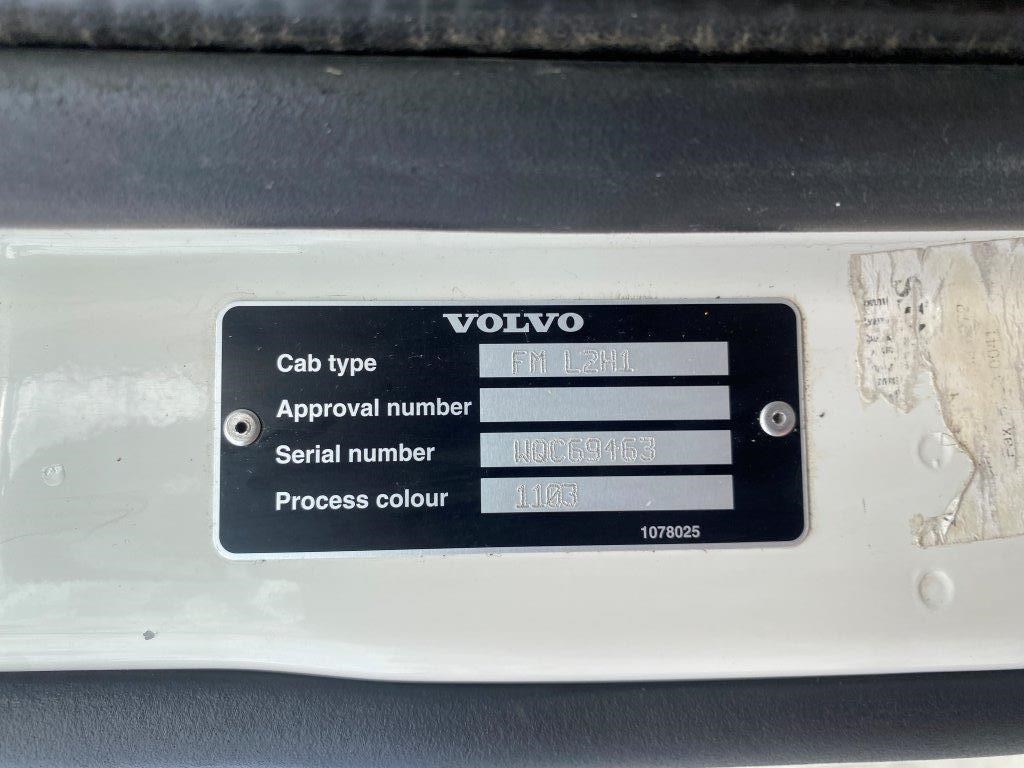 VOLVO
Cab type FM L2H1
Approval number
Serial number WQC69463
Process colour 1103
1078025